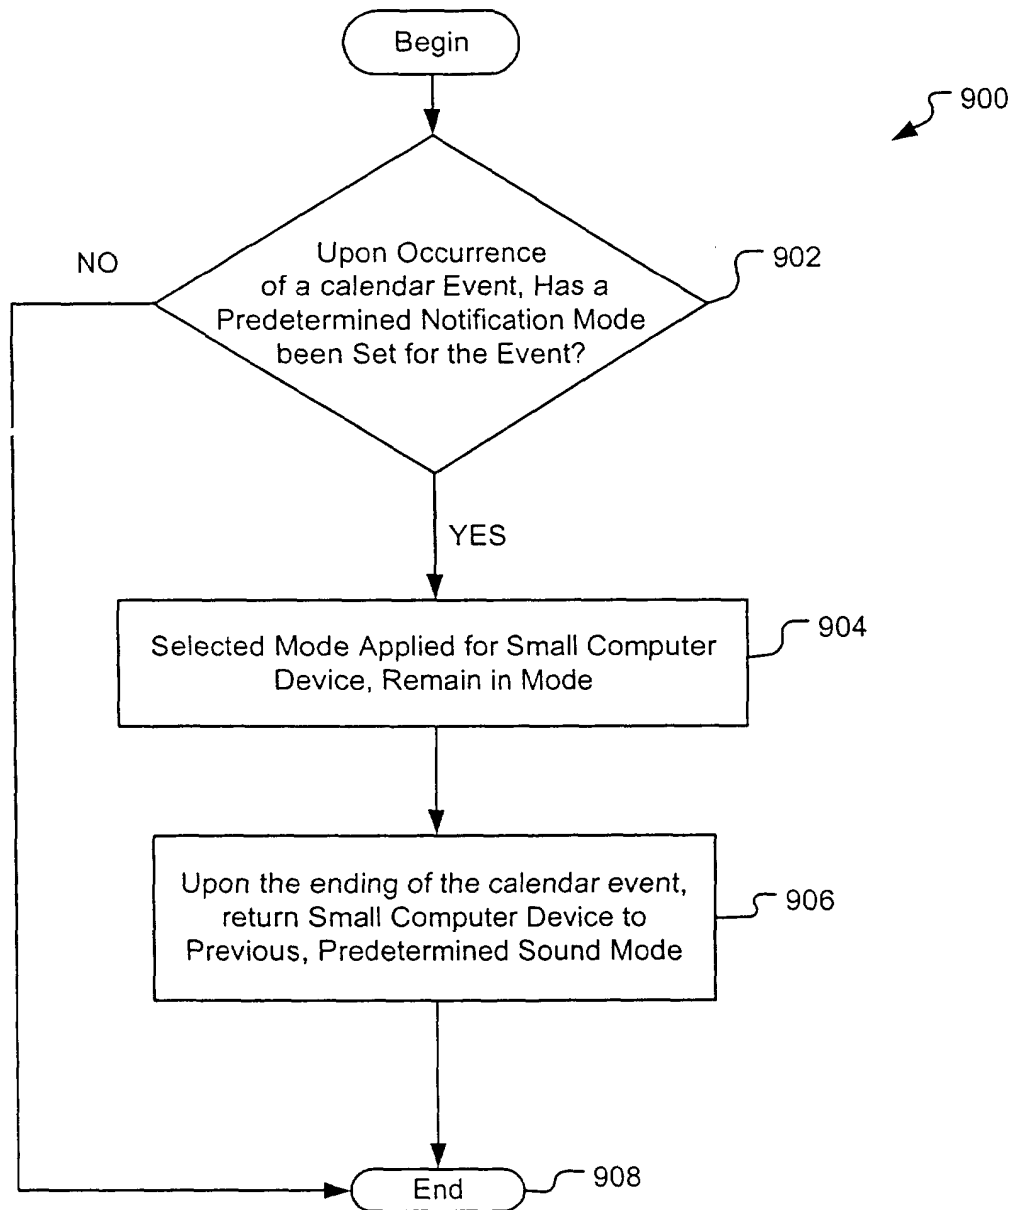 Begin
900
Upon Occurrence
of a calendar Event, Has a
Predetermined Notification Mode
been Set for the Event?
902
NO
YES
Selected Mode Applied for Small Computer
Device, Remain in Mode
904
Upon the ending of the calendar event,
return Small Computer Device to
Previous, Predetermined Sound Mode
906
End
908